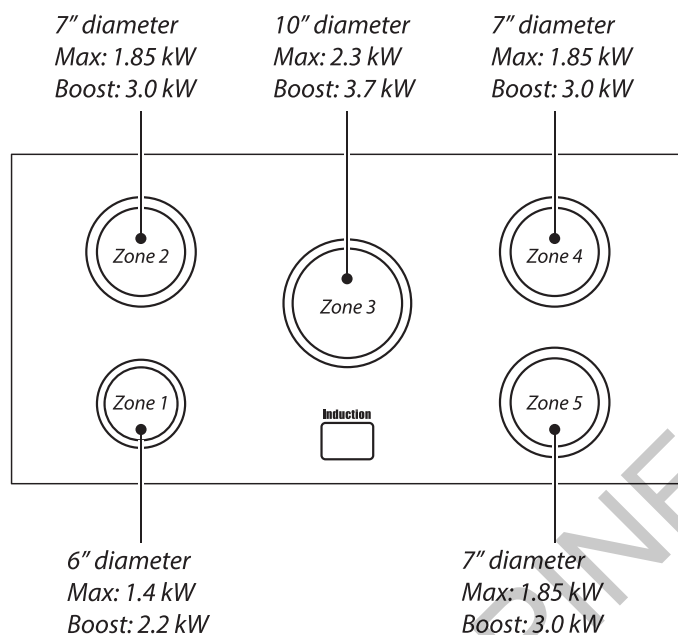 7" diameter
Max: 1.85 kW
Boost: 3.0 kW
10" diameter
Max: 2.3 kW
Boost: 3.7 kW
7" diameter
Max: 1.85 kW
Boost: 3.0 kW
Zone 2
Zone 3
Zone 4
Zone 1
Induction
Zone 5
6" diameter
Max: 1.4 kW
Boost: 2.2 kW
7" diameter
Max: 1.85 kW
Boost: 3.0 kW